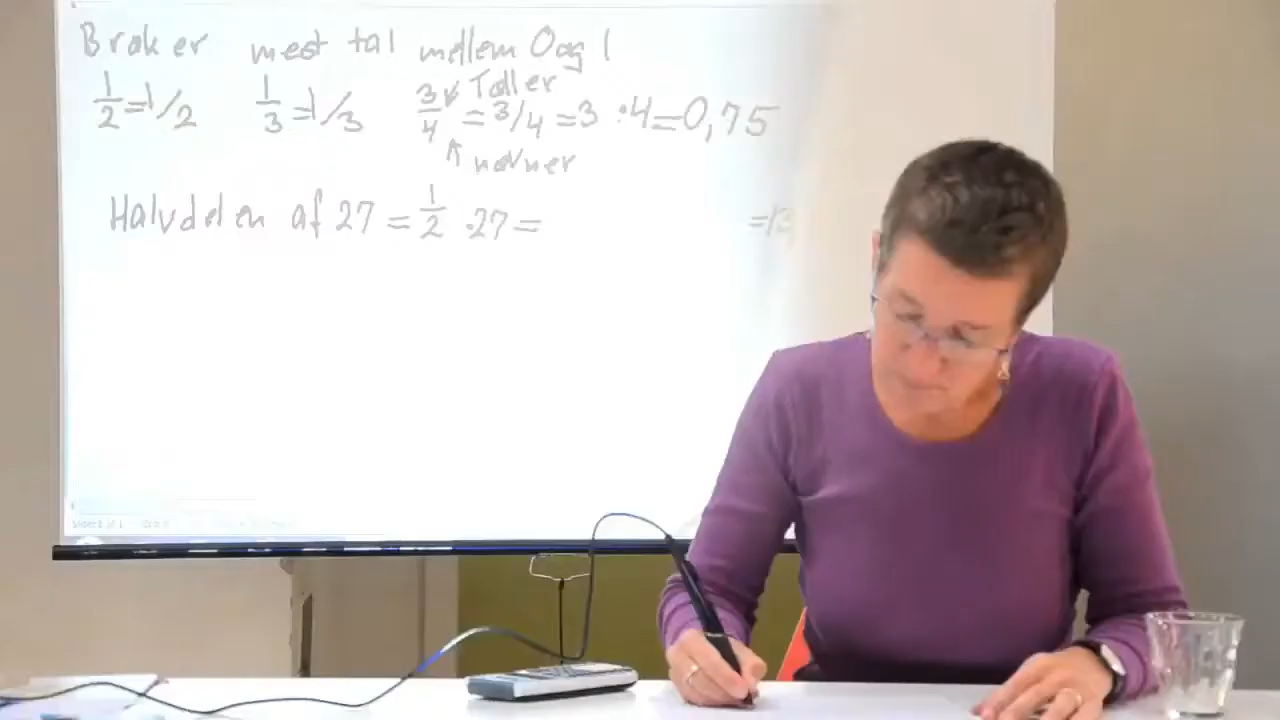 Brøker mest tal mellem 0 og 1
1/2 = 1/2 1/3 = 1/3 3/4 = 3/4 = 3 : 4 = 0,75
Tæller
nævner
Halvdelen af 27 = 1/2 · 27 = = 13